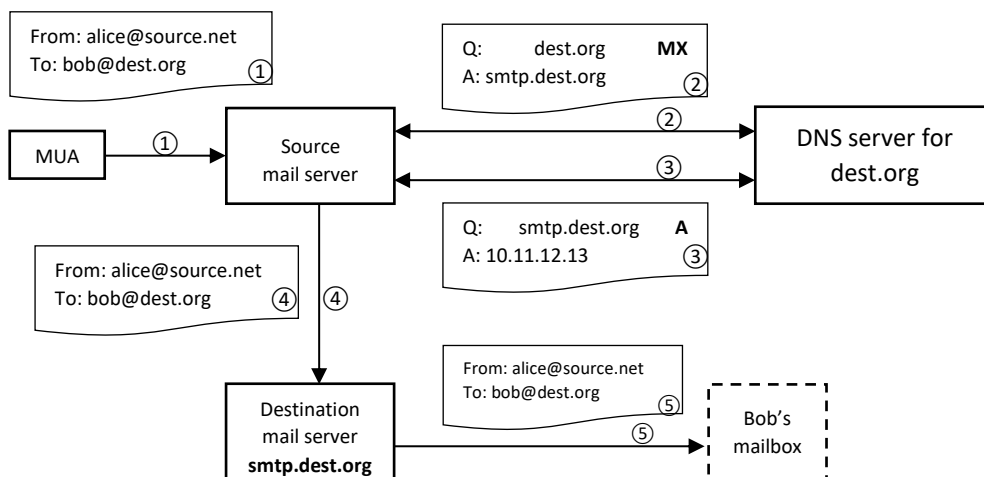 From: alice@source.net
To: bob@dest.org
①
Q: dest.org MX
A: smtp.dest.org
②
MUA
①
Source
mail server
②
③
DNS server for
dest.org
Q: smtp.dest.org A
A: 10.11.12.13
③
From: alice@source.net
To: bob@dest.org
④
④
From: alice@source.net
To: bob@dest.org
⑤
Destination
mail server
smtp.dest.org
⑤
Bob’s
mailbox